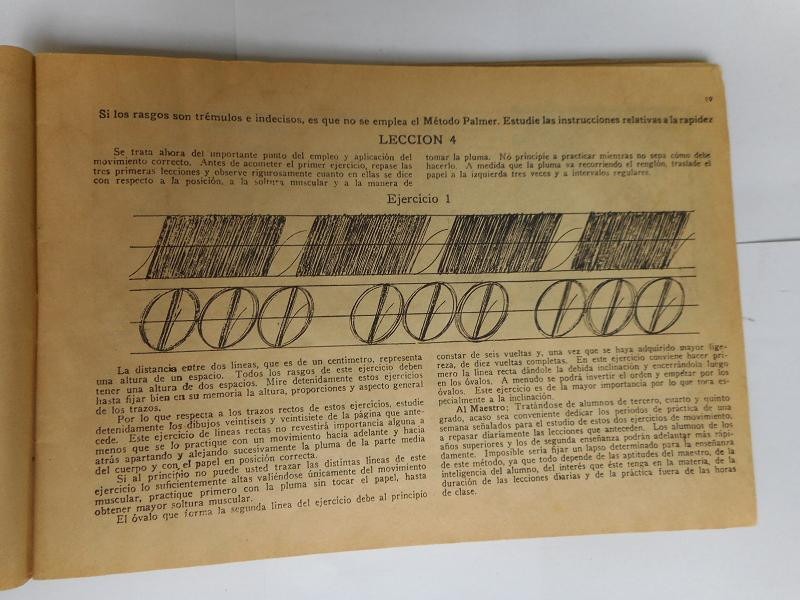 19
Si los rasgos son trémulos e indecisos, es que no se emplea el Método Palmer. Estudie las instrucciones relativas a la rapidez
LECCION 4
Se trata ahora del importante punto del empleo y aplicación del
movimiento correcto. Antes de acometer el primer ejercicio, repase las
tres primeras lecciones y observe rigurosamente cuanto en ellas se dice
con respecto a la posición, a la soltura muscular y a la manera de
tomar la pluma. Nó principie a practicar mientras no sepa cómo debe
hacerlo. A medida que la pluma va recorriendo el renglón, traslade el
papel a la izquierda tres veces y a intervalos regulares.
Ejercicio 1
La distancia entre dos líneas, que es de un centímetro, representa
una altura de un espacio. Todos los rasgos de este ejercicio deben
tener una altura de dos espacios. Mire detenidamente estos ejercicios
hasta fijar bien en su memoria la altura, proporciones y aspecto general
de los trazos.
Por lo que respecta a los trazos rectos de estos ejercicios, estudie
detenidamente los dibujos veintiseis y veintisiete de la página que ante-
cede. Este ejercicio de líneas rectas no revestirá importancia alguna a
menos que se lo practique con un movimiento hacia adelante y hacia
atrás apartando y alejando sucesivamente la pluma de la parte media
del cuerpo y con el papel en posición correcta.
Si al principio no puede usted trazar las distintas líneas de este
ejercicio lo suficientemente altas valiéndose únicamente del movimiento
muscular, practique primero con la pluma sin tocar el papel, hasta
obtener mayor soltura muscular.
El óvalo que forma la segunda línea del ejercicio debe al principio
constar de seis vueltas y, una vez que se haya adquirido mayor lige-
reza, de diez vueltas completas. En este ejercicio conviene hacer pri-
mero la línea recta dándole la debida inclinación y encerrándola luego
en los óvalos. A menudo se podrá invertir el orden y empezar por los
óvalos. Este ejercicio es de la mayor importancia por lo que toca es-
pecialmente a la inclinación.
Al Maestro: Tratándose de alumnos de tercero, cuarto y quinto
grado, acaso sea conveniente dedicar los periodos de práctica de una
semana señalados para el estudio de estos dos ejercicios de movimiento,
a repasar diariamente las lecciones que anteceden. Los alumnos de los
años superiores y los de segunda enseñanza podrán adelantar más rápi-
damente. Imposible sería fijar un lapso determinado para la enseñanza
de este método, ya que todo depende de las aptitudes del maestro, de la
inteligencia del alumno, del interés que éste tenga en la materia, de la
duración de las lecciones diarias y de la práctica fuera de las horas
de clase.